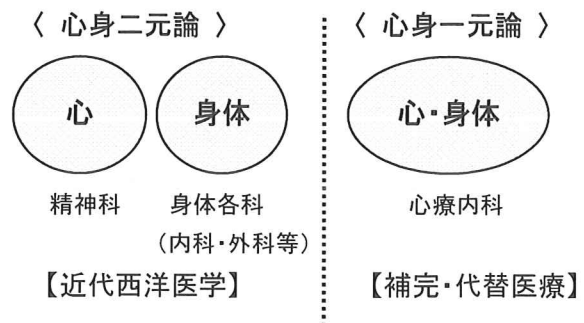 〈 心身二元論 〉
心
身体
精神科
身体各科
（内科・外科等）
【近代西洋医学】
〈 心身一元論 〉
心・身体
心療内科
【補完・代替医療】